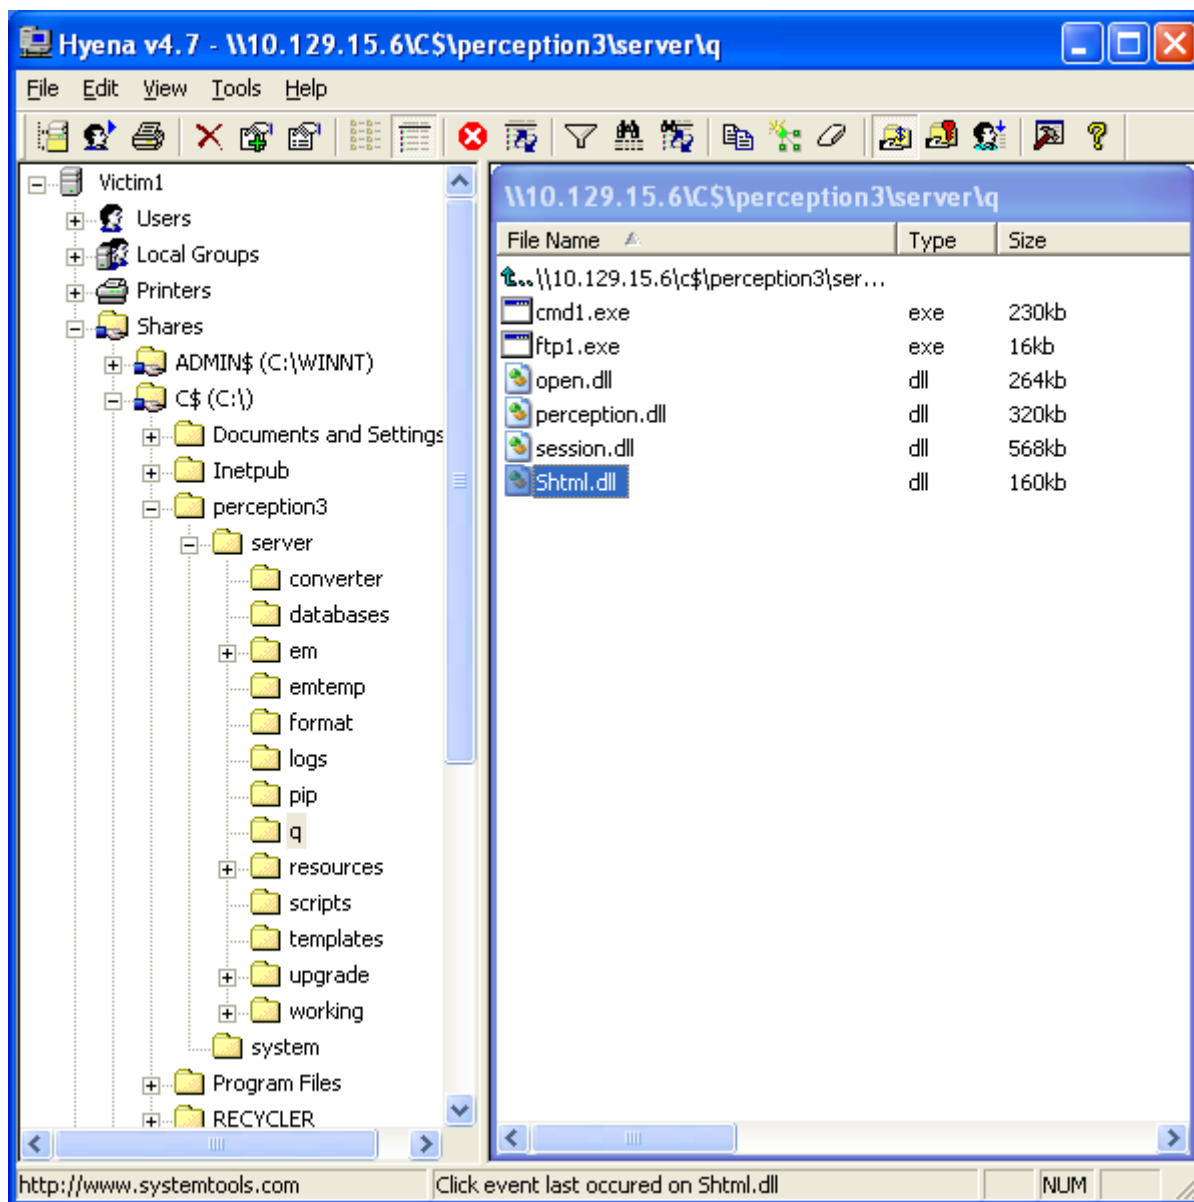 Hyena v4.7 - \\10.129.15.6\C$\perception3\server\q
File Edit View Tools Help
Victim1
Users
Local Groups
Printers
Shares
ADMIN$ (C:\WINNT)
C$ (C:\)
Documents and Settings
Inetpub
perception3
server
converter
databases
em
emtemp
format
logs
pip
q
resources
scripts
templates
upgrade
working
system
Program Files
RECYCLER
\\10.129.15.6\C$\perception3\server\q
File Name Type Size
..\\10.129.15.6\c$\perception3\ser...
cmd1.exe exe 230kb
ftp1.exe exe 16kb
open.dll dll 264kb
perception.dll dll 320kb
session.dll dll 568kb
Shtml.dll dll 160kb
http://www.systemtools.com Click event last occured on Shtml.dll NUM